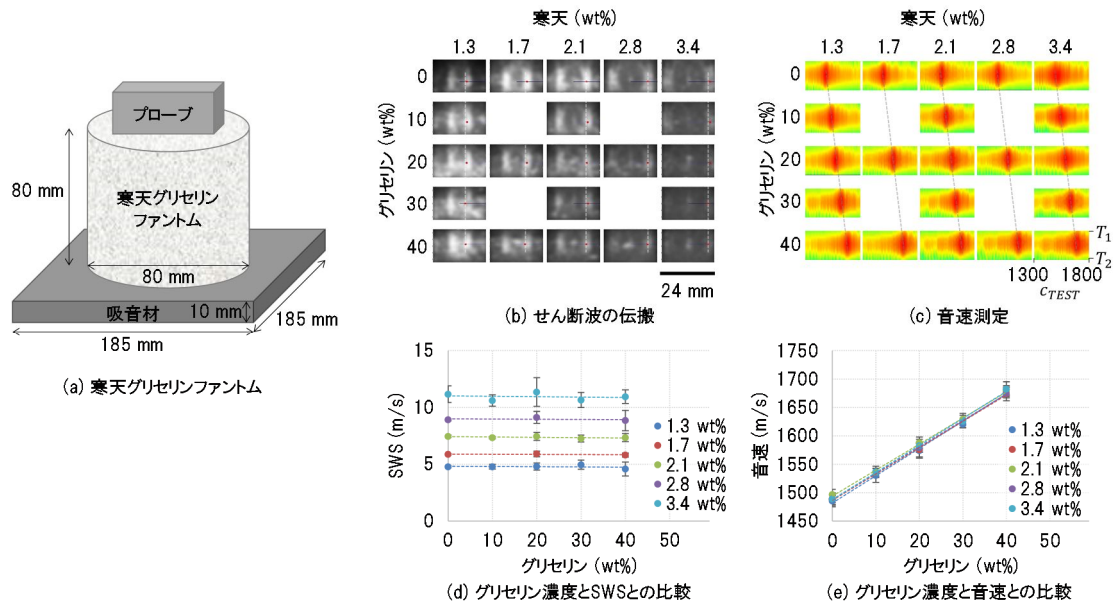 プローブ
80 mm
寒天グリセリン
ファントム
80 mm
吸音材
10 mm
185 mm
185 mm
(a) 寒天グリセリンファントム
寒天 (wt%)
1.3 1.7 2.1 2.8 3.4
グリセリン (wt%)
0
10
20
30
40
24 mm
(b) せん断波の伝搬
寒天 (wt%)
1.3 1.7 2.1 2.8 3.4
グリセリン (wt%)
0
10
20
30
40
T1
T2
1300 1800
cTEST
(c) 音速測定
SWS (m/s)
15
10
5
0
0 10 20 30 40 50
グリセリン (wt%)
1.3 wt%
1.7 wt%
2.1 wt%
2.8 wt%
3.4 wt%
(d) グリセリン濃度とSWSとの比較
音速 (m/s)
1750
1700
1650
1600
1550
1500
1450
0 10 20 30 40 50
グリセリン (wt%)
1.3 wt%
1.7 wt%
2.1 wt%
2.8 wt%
3.4 wt%
(e) グリセリン濃度と音速との比較